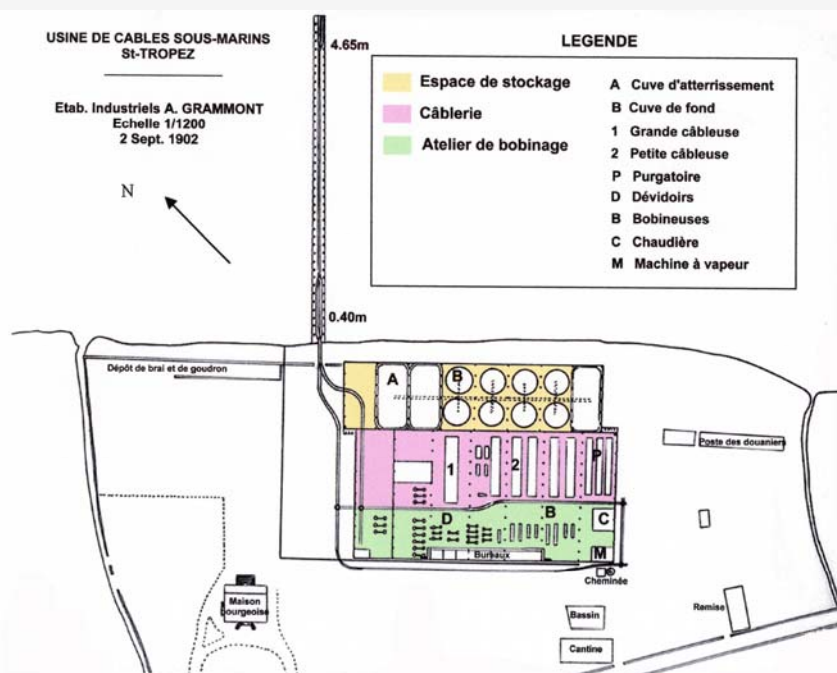 USINE DE CABLES SOUS-MARINS
St-TROPEZ
Etab. Industriels A. GRAMMONT
Echelle 1/1200
2 Sept. 1902
N
4.65m
0.40m
LEGENDE
Espace de stockage
Câblerie
Atelier de bobinage
A Cuve d'atterrissement
B Cuve de fond
1 Grande câbleuse
2 Petite câbleuse
P Purgatoire
D Dévidoirs
B Bobineuses
C Chaudière
M Machine à vapeur
Dépôt de brai et de goudron
A
B
1
2
P
D
B
C
M
Bureaux
Cheminée
Poste des douaniers
Maison
bourgeoise
Bassin
Cantine
Remise